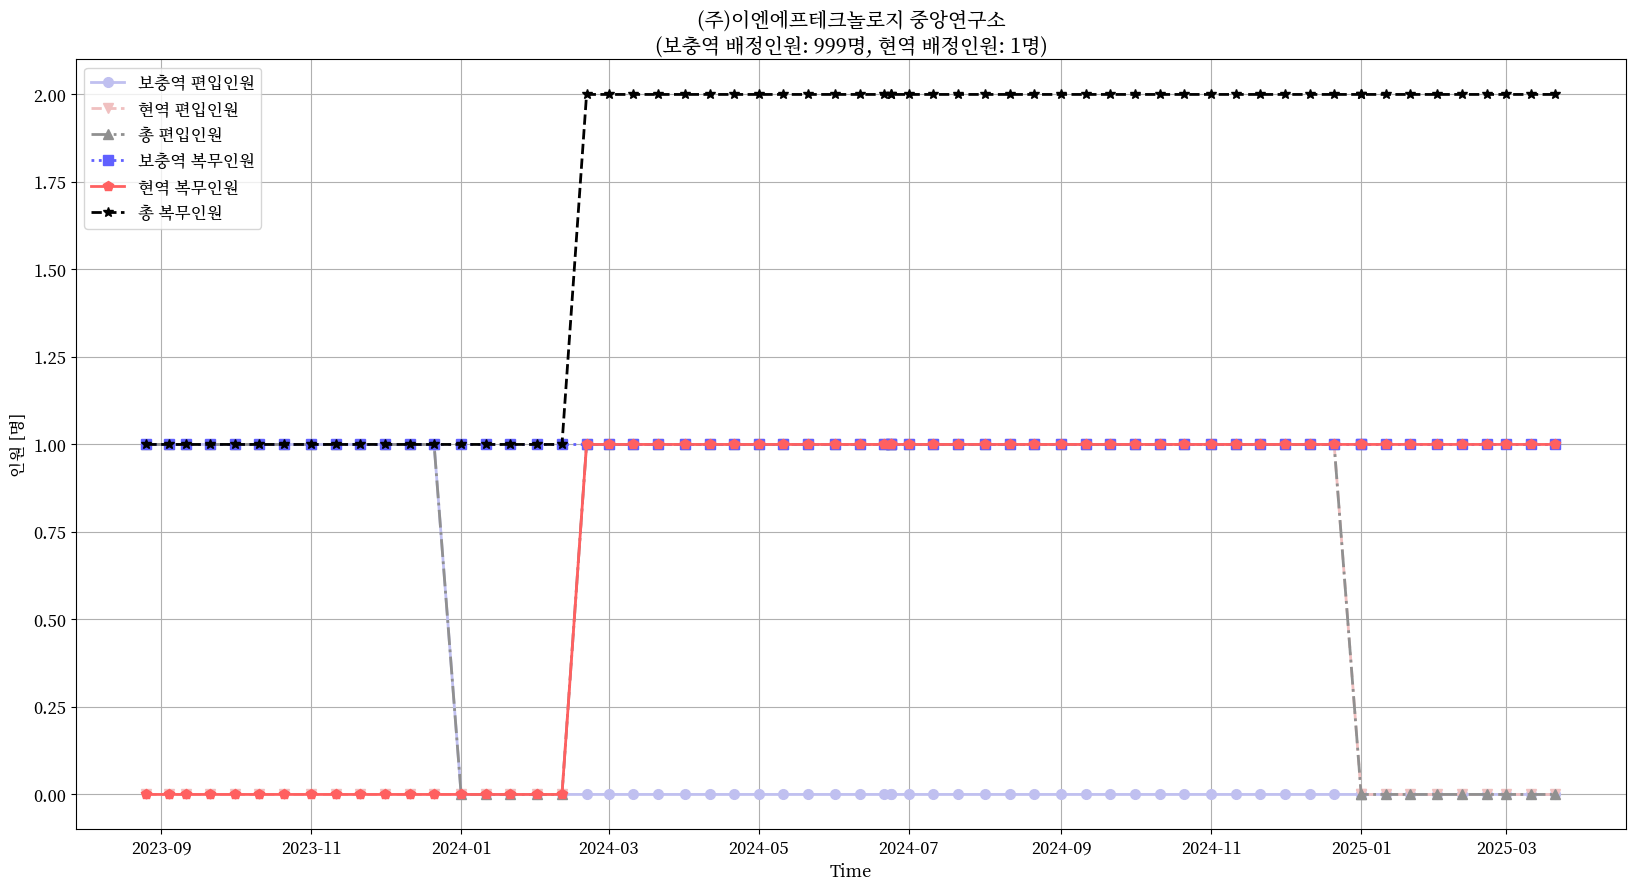 (주)이엔에프테크놀로지 중앙연구소
(보충역 배정인원: 999명, 현역 배정인원: 1명)
보충역 편입인원
현역 편입인원
총 편입인원
보충역 복무인원
현역 복무인원
총 복무인원
2.00
1.75
1.50
1.25
1.00
0.75
0.50
0.25
0.00
인원 [명]
2023-09
2023-11
2024-01
2024-03
2024-05
2024-07
2024-09
2024-11
2025-01
2025-03
Time